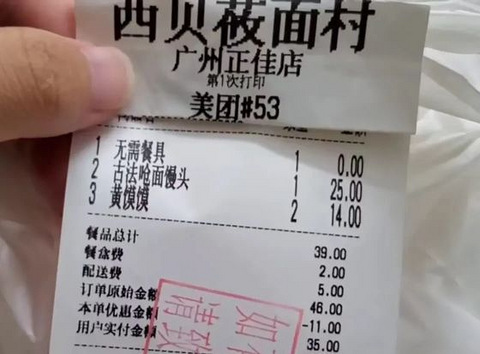 西贝莜面村
广州正佳店
第1次打印
美团#53
1 无需餐具 1 0.00
2 古法呛面馒头 1 25.00
3 黄馍馍 2 14.00
餐品总计 39.00
餐盒费 2.00
配送费 5.00
订单原始金额 46.00
本单优惠金额 -11.00
用户实付金额 35.00
如
请致